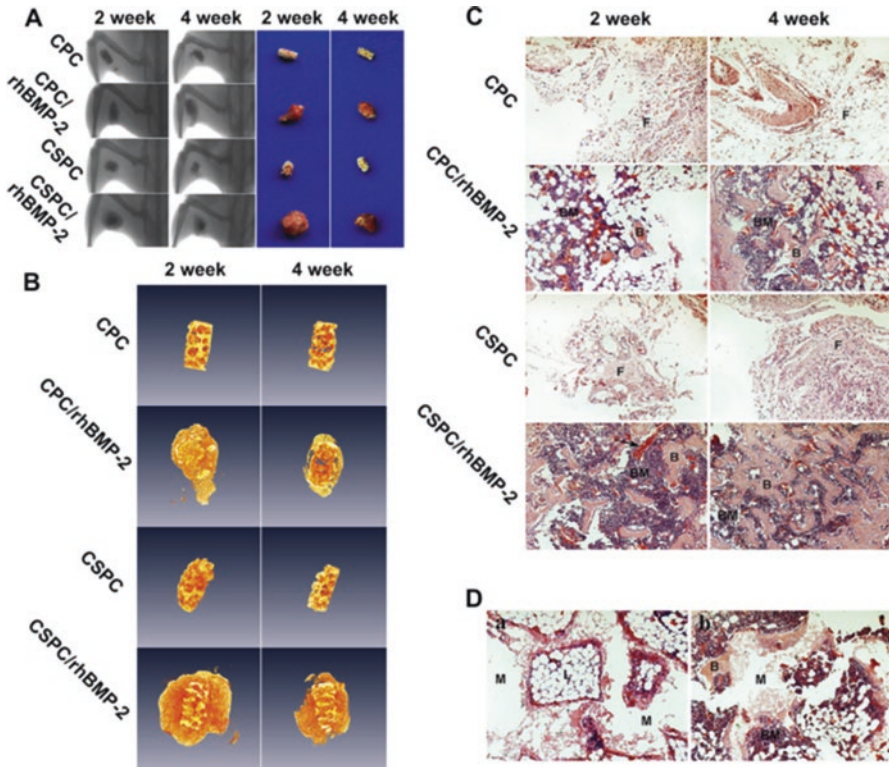 A
2 week
4 week
2 week
4 week
CPC
CPC/
rhBMP-2
CSPC
CSPC/
rhBMP-2
B
2 week
4 week
CPC
CPC/rhBMP-2
CSPC
CSPC/rhBMP-2
C
2 week
4 week
CPC
F
F
CPC/rhBMP-2
BM
B
BM
B
F
CSPC
F
F
CSPC/rhBMP-2
BM
B
B
BM
D
a
M
L
M
b
B
M
BM